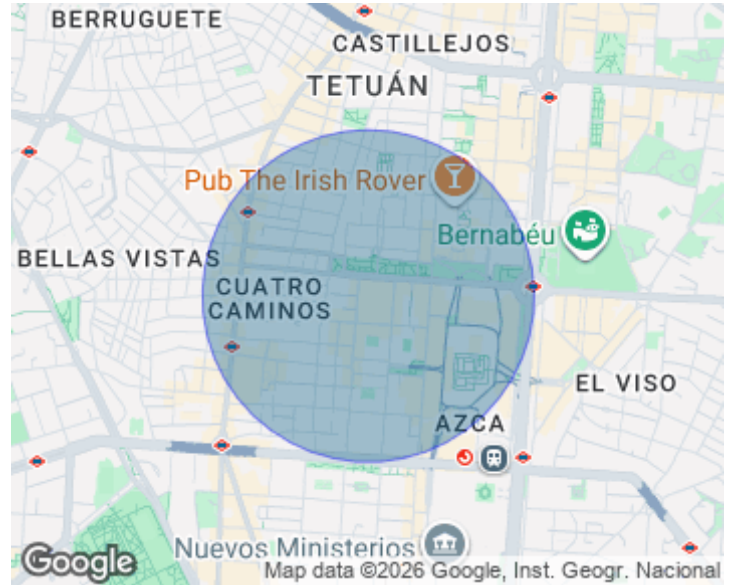 BERRUGUETE
CASTILLEJOS
TETUÁN
Pub The Irish Rover
Bernabéu
BELLAS VISTAS
CUATRO
CAMINOS
EL VISO
AZCA
Nuevos Ministerios
Google
Map data ©2026 Google, Inst. Geogr. Nacional